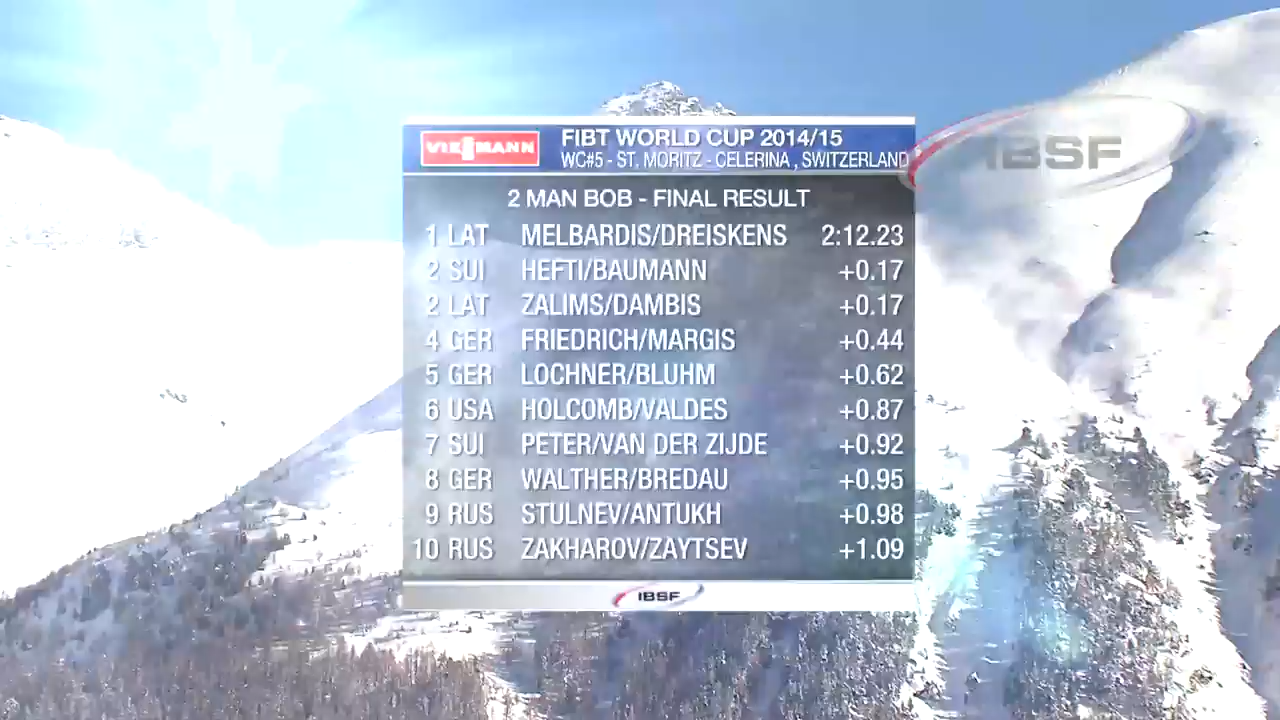 VIESMANN
FIBT WORLD CUP 2014/15
WC#5 - ST. MORITZ - CELERINA , SWITZERLAND
IBSF
2 MAN BOB - FINAL RESULT
1 LAT MELBARDIS/DREISKENS 2:12.23
2 SUI HEFTI/BAUMANN +0.17
2 LAT ZALIMS/DAMBIS +0.17
4 GER FRIEDRICH/MARGIS +0.44
5 GER LOCHNER/BLUHM +0.62
6 USA HOLCOMB/VALDES +0.87
7 SUI PETER/VAN DER ZIJDE +0.92
8 GER WALTHER/BREDAU +0.95
9 RUS STULNEV/ANTUKH +0.98
10 RUS ZAKHAROV/ZAYTSEV +1.09
IBSF